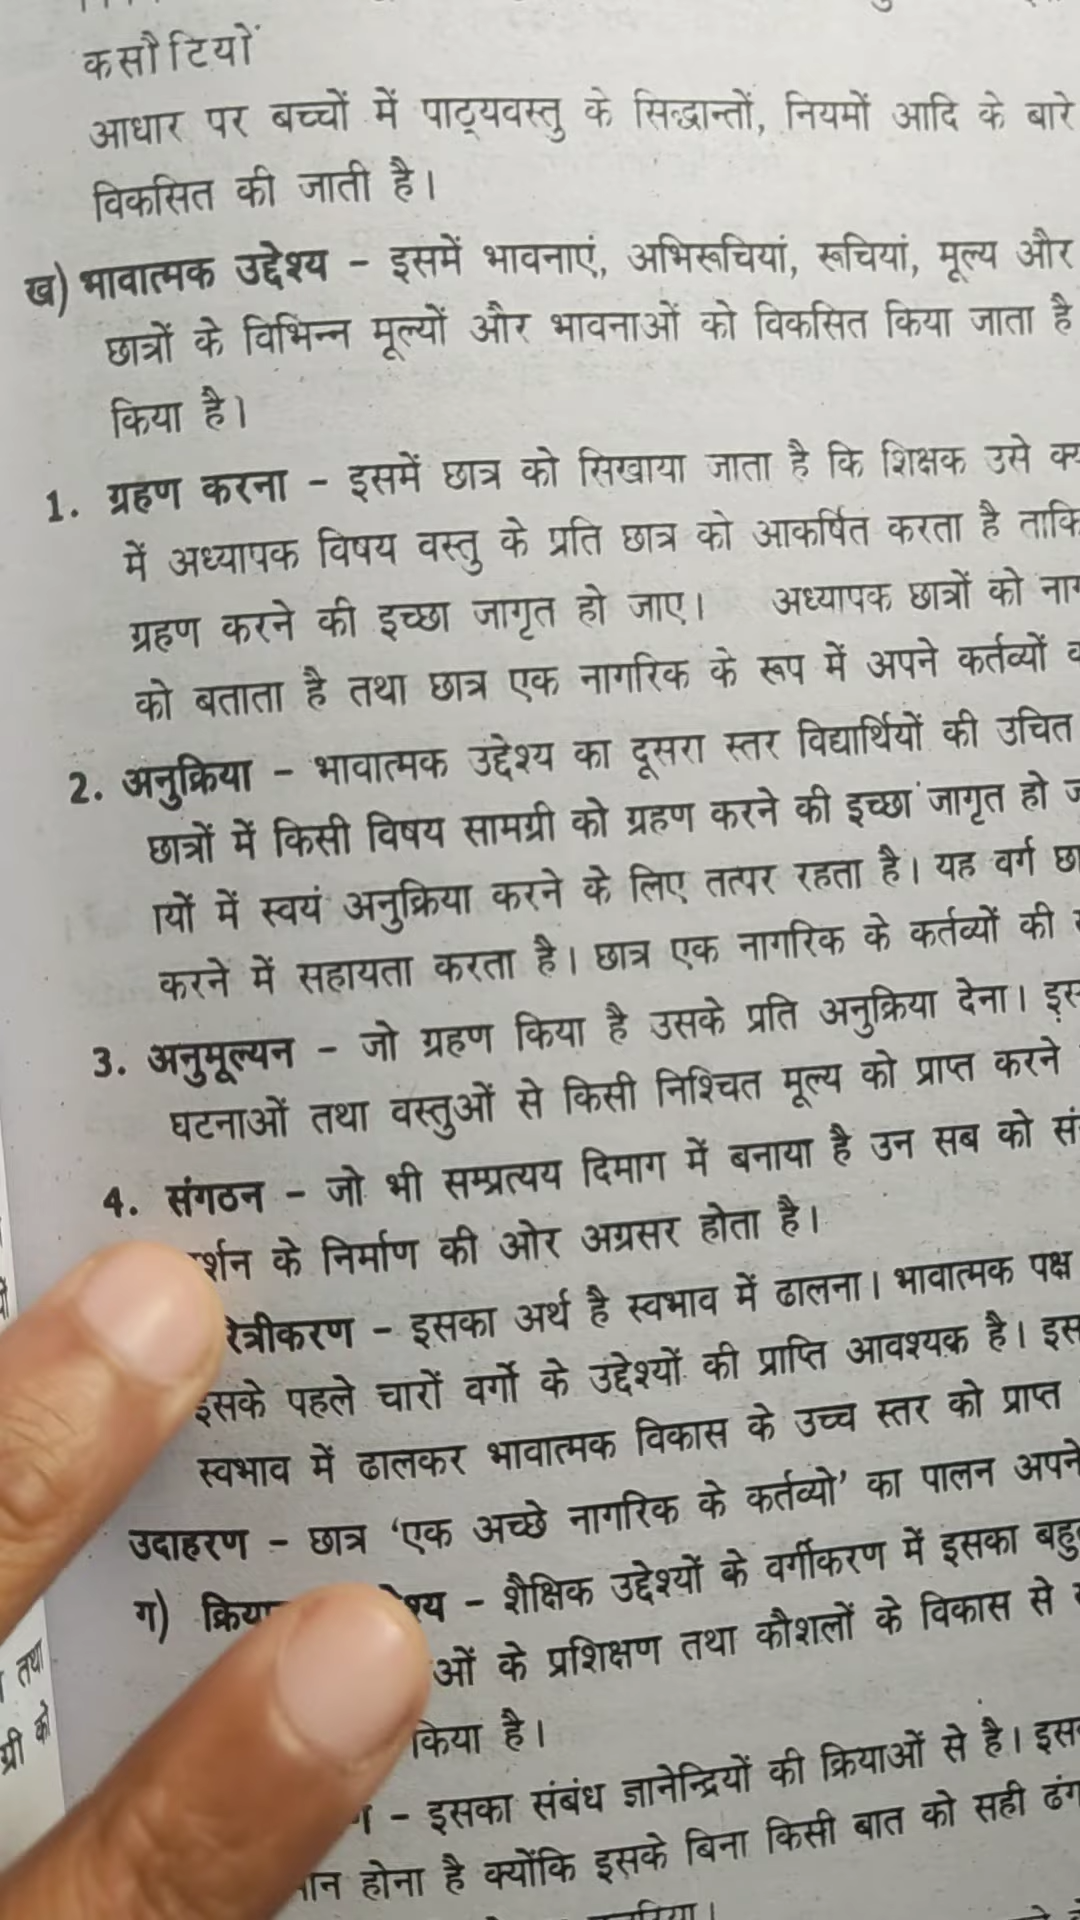 कसौटियों
आधार पर बच्चों में पाठ्यवस्तु के सिद्धान्तों, नियमों आदि के बारे
विकसित की जाती है।
ख) भावात्मक उद्देश्य – इसमें भावनाएं, अभिरूचियां, रूचियां, मूल्य और
छात्रों के विभिन्न मूल्यों और भावनाओं को विकसित किया जाता है
किया है।
1. ग्रहण करना – इसमें छात्र को सिखाया जाता है कि शिक्षक उसे
में अध्यापक विषय वस्तु के प्रति छात्र को आकर्षित करता है ताकि
ग्रहण करने की इच्छा जागृत हो जाए। अध्यापक छात्रों को
को बताता है तथा छात्र एक नागरिक के रूप में अपने कर्तव्यों
2. अनुक्रिया – भावात्मक उद्देश्य का दूसरा स्तर विद्यार्थियों की उचित
छात्रों में किसी विषय सामग्री को ग्रहण करने की इच्छा जागृत हो
ायों में स्वयं अनुक्रिया करने के लिए तत्पर रहता है। यह वर्ग
करने में सहायता करता है। छात्र एक नागरिक के कर्तव्यों की
3. अनुमूल्यन – जो ग्रहण किया है उसके प्रति अनुक्रिया देना।
घटनाओं तथा वस्तुओं से किसी निश्चित मूल्य को प्राप्त करने
4. संगठन – जो भी सम्प्रत्यय दिमाग में बनाया है उन सब को
र्शन के निर्माण की ओर अग्रसर होता है।
रित्रीकरण – इसका अर्थ है स्वभाव में ढालना। भावात्मक पक्ष
इसके पहले चारों वर्गो के उद्देश्यों की प्राप्ति आवश्यक है।
स्वभाव में ढालकर भावात्मक विकास के उच्च स्तर को प्राप्त
उदाहरण – छात्र ‘एक अच्छे नागरिक के कर्तव्यो’ का पालन अपने
ग) श्य – शैक्षिक उद्देश्यों के वर्गीकरण में इसका
ओं के प्रशिक्षण तथा कौशलों के विकास से
किया है।
– इसका संबंध ज्ञानेन्द्रियों की क्रियाओं से है।
होना है क्योंकि इसके बिना किसी बात को सही